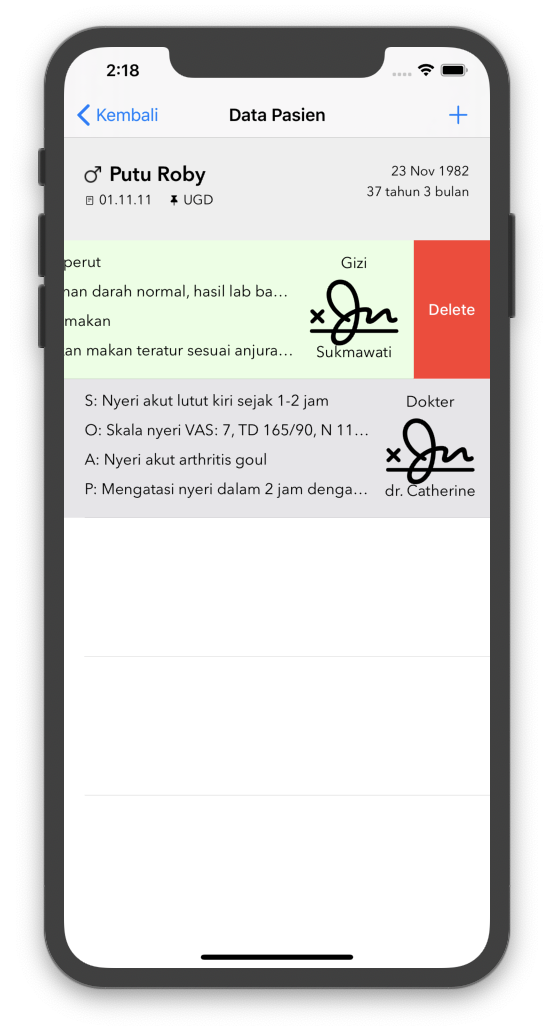 2:18
Kembali
Data Pasien
+
Putu Roby
23 Nov 1982
01.11.11
UGD
37 tahun 3 bulan
perut
Gizi
nan darah normal, hasil lab ba...
makan
an makan teratur sesuai anjura...
Sukmawati
Delete
S: Nyeri akut lutut kiri sejak 1-2 jam
Dokter
O: Skala nyeri VAS: 7, TD 165/90, N 11...
A: Nyeri akut arthritis goul
P: Mengatasi nyeri dalam 2 jam denga...
dr. Catherine